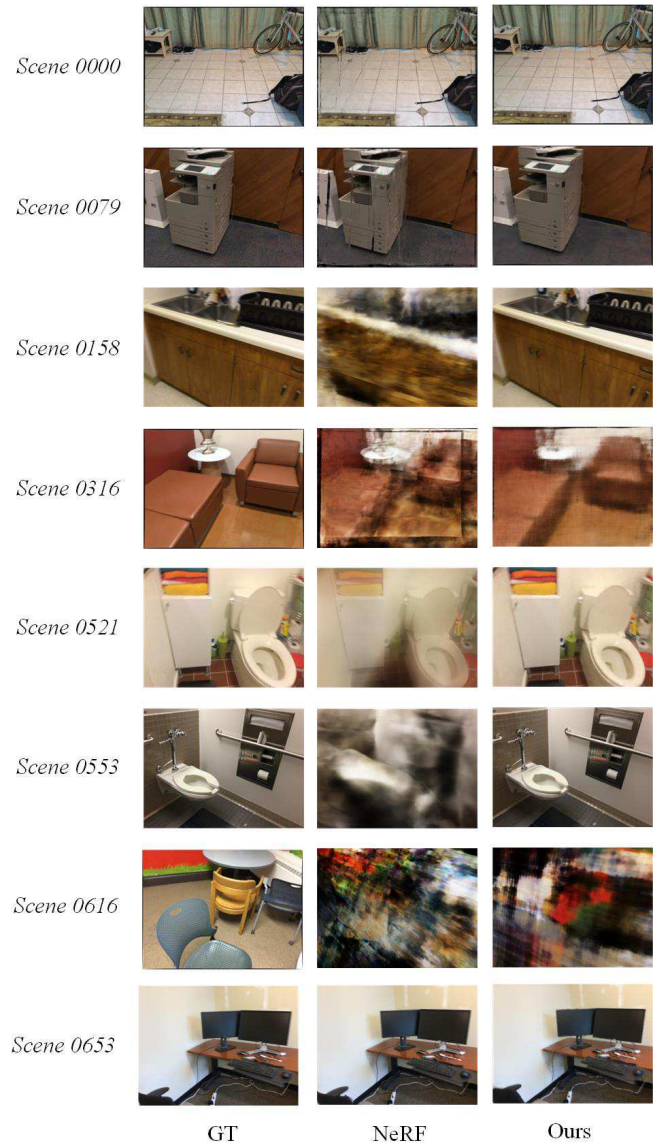 Scene 0000
Scene 0079
Scene 0158
Scene 0316
Scene 0521
Scene 0553
Scene 0616
Scene 0653
GT NeRF Ours